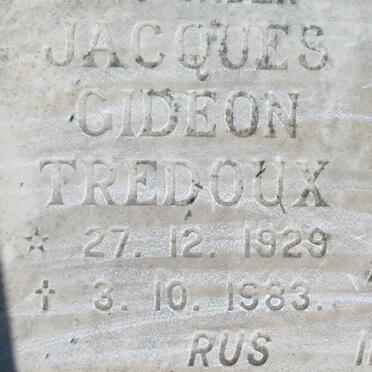 JACQUES
GIDEON
TREDOUX
☆ 27. 12. 1929
✝ 3. 10. 1983.
RUS